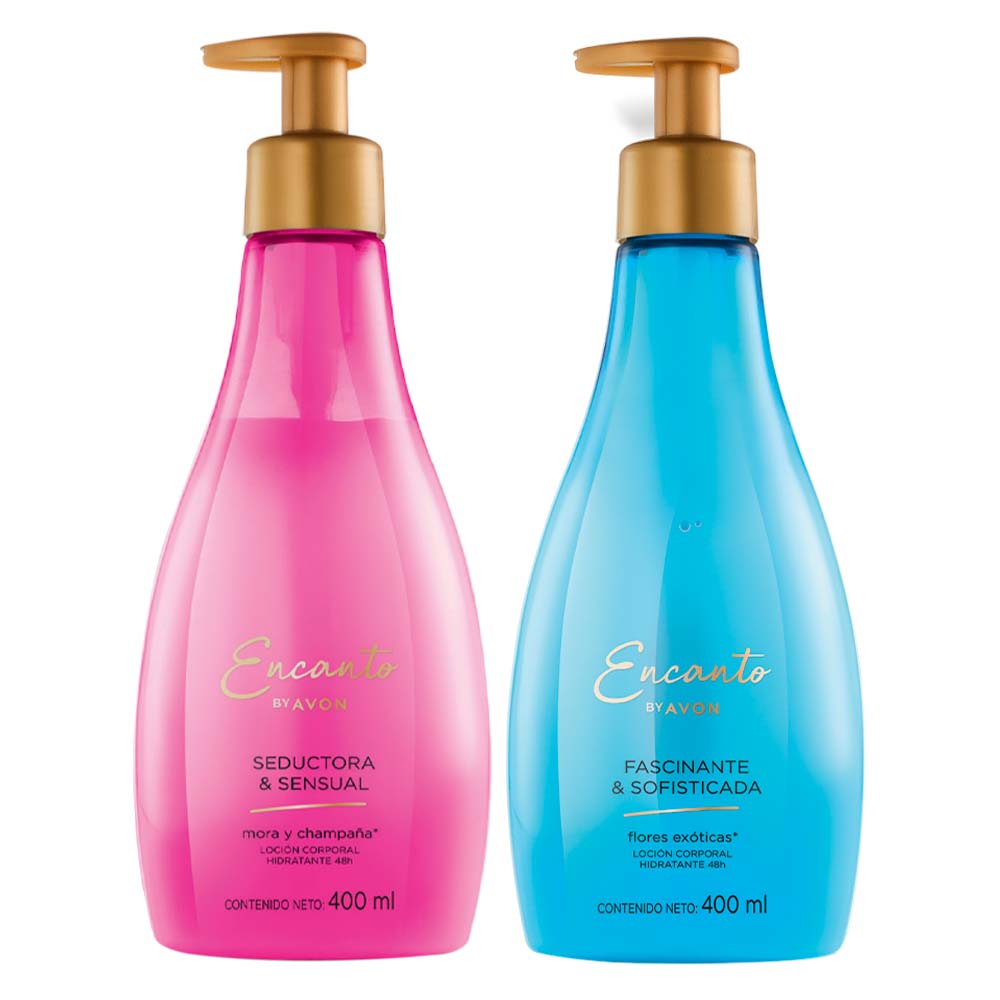 Encanto
BY AVON
SEDUCTORA
& SENSUAL
mora y champaña*
LOCIÓN CORPORAL
HIDRATANTE 48h
CONTENIDO NETO: 400 ml
Encanto
BY AVON
FASCINANTE
& SOFISTICADA
flores exóticas*
LOCIÓN CORPORAL
HIDRATANTE 48h
CONTENIDO NETO: 400 ml